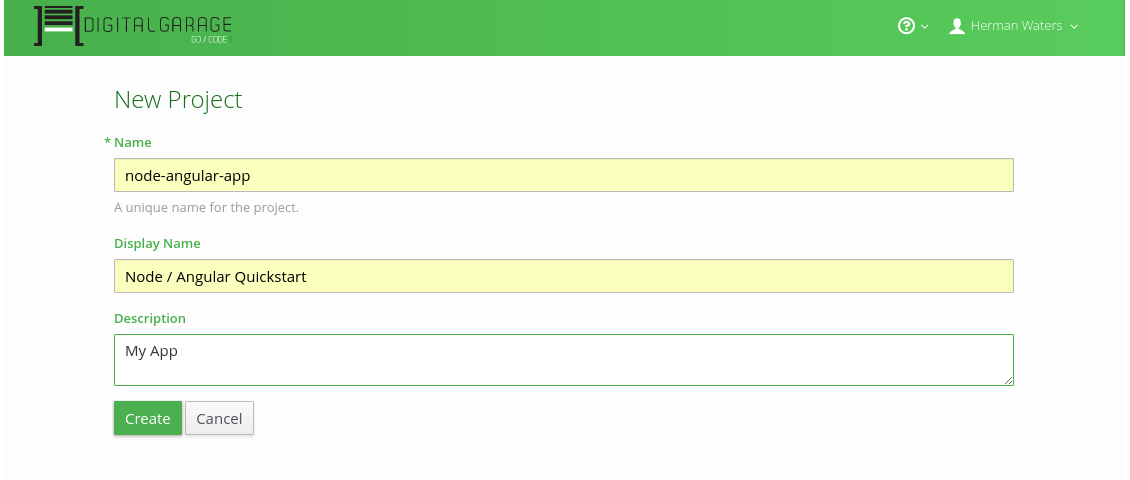 DIGITALGARAGE
GO / CODE
Herman Waters
New Project
* Name
node-angular-app
A unique name for the project.
Display Name
Node / Angular Quickstart
Description
My App
Create Cancel